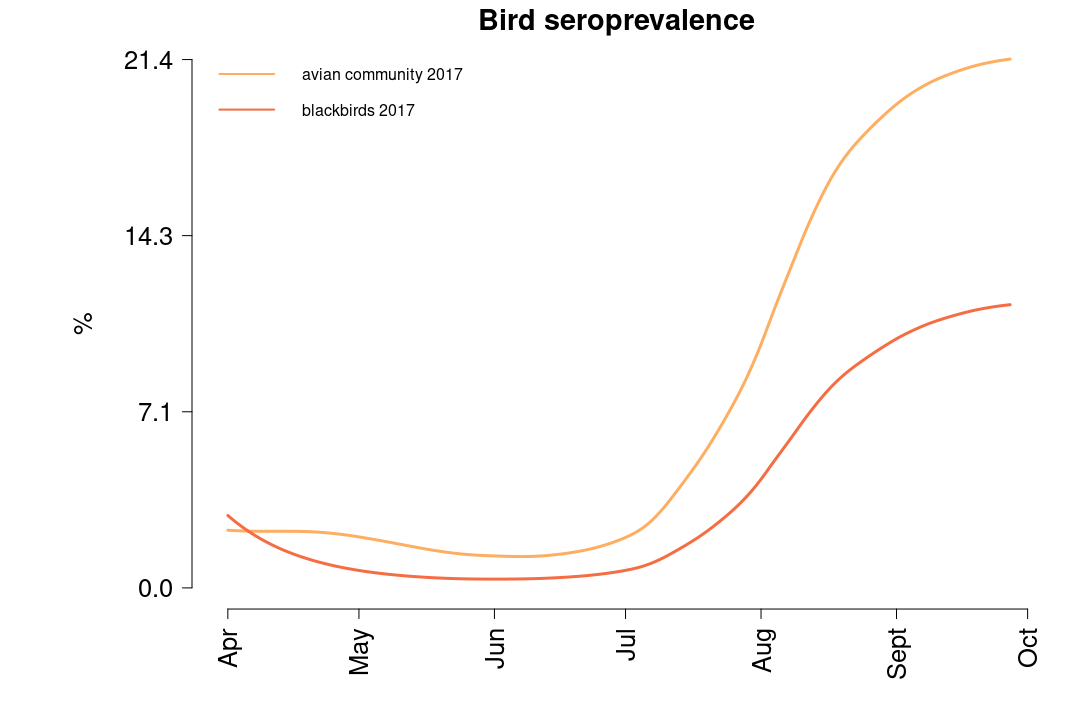 Bird seroprevalence
21.4
14.3
7.1
0.0
%
avian community 2017
blackbirds 2017
Apr
May
Jun
Jul
Aug
Sept
Oct